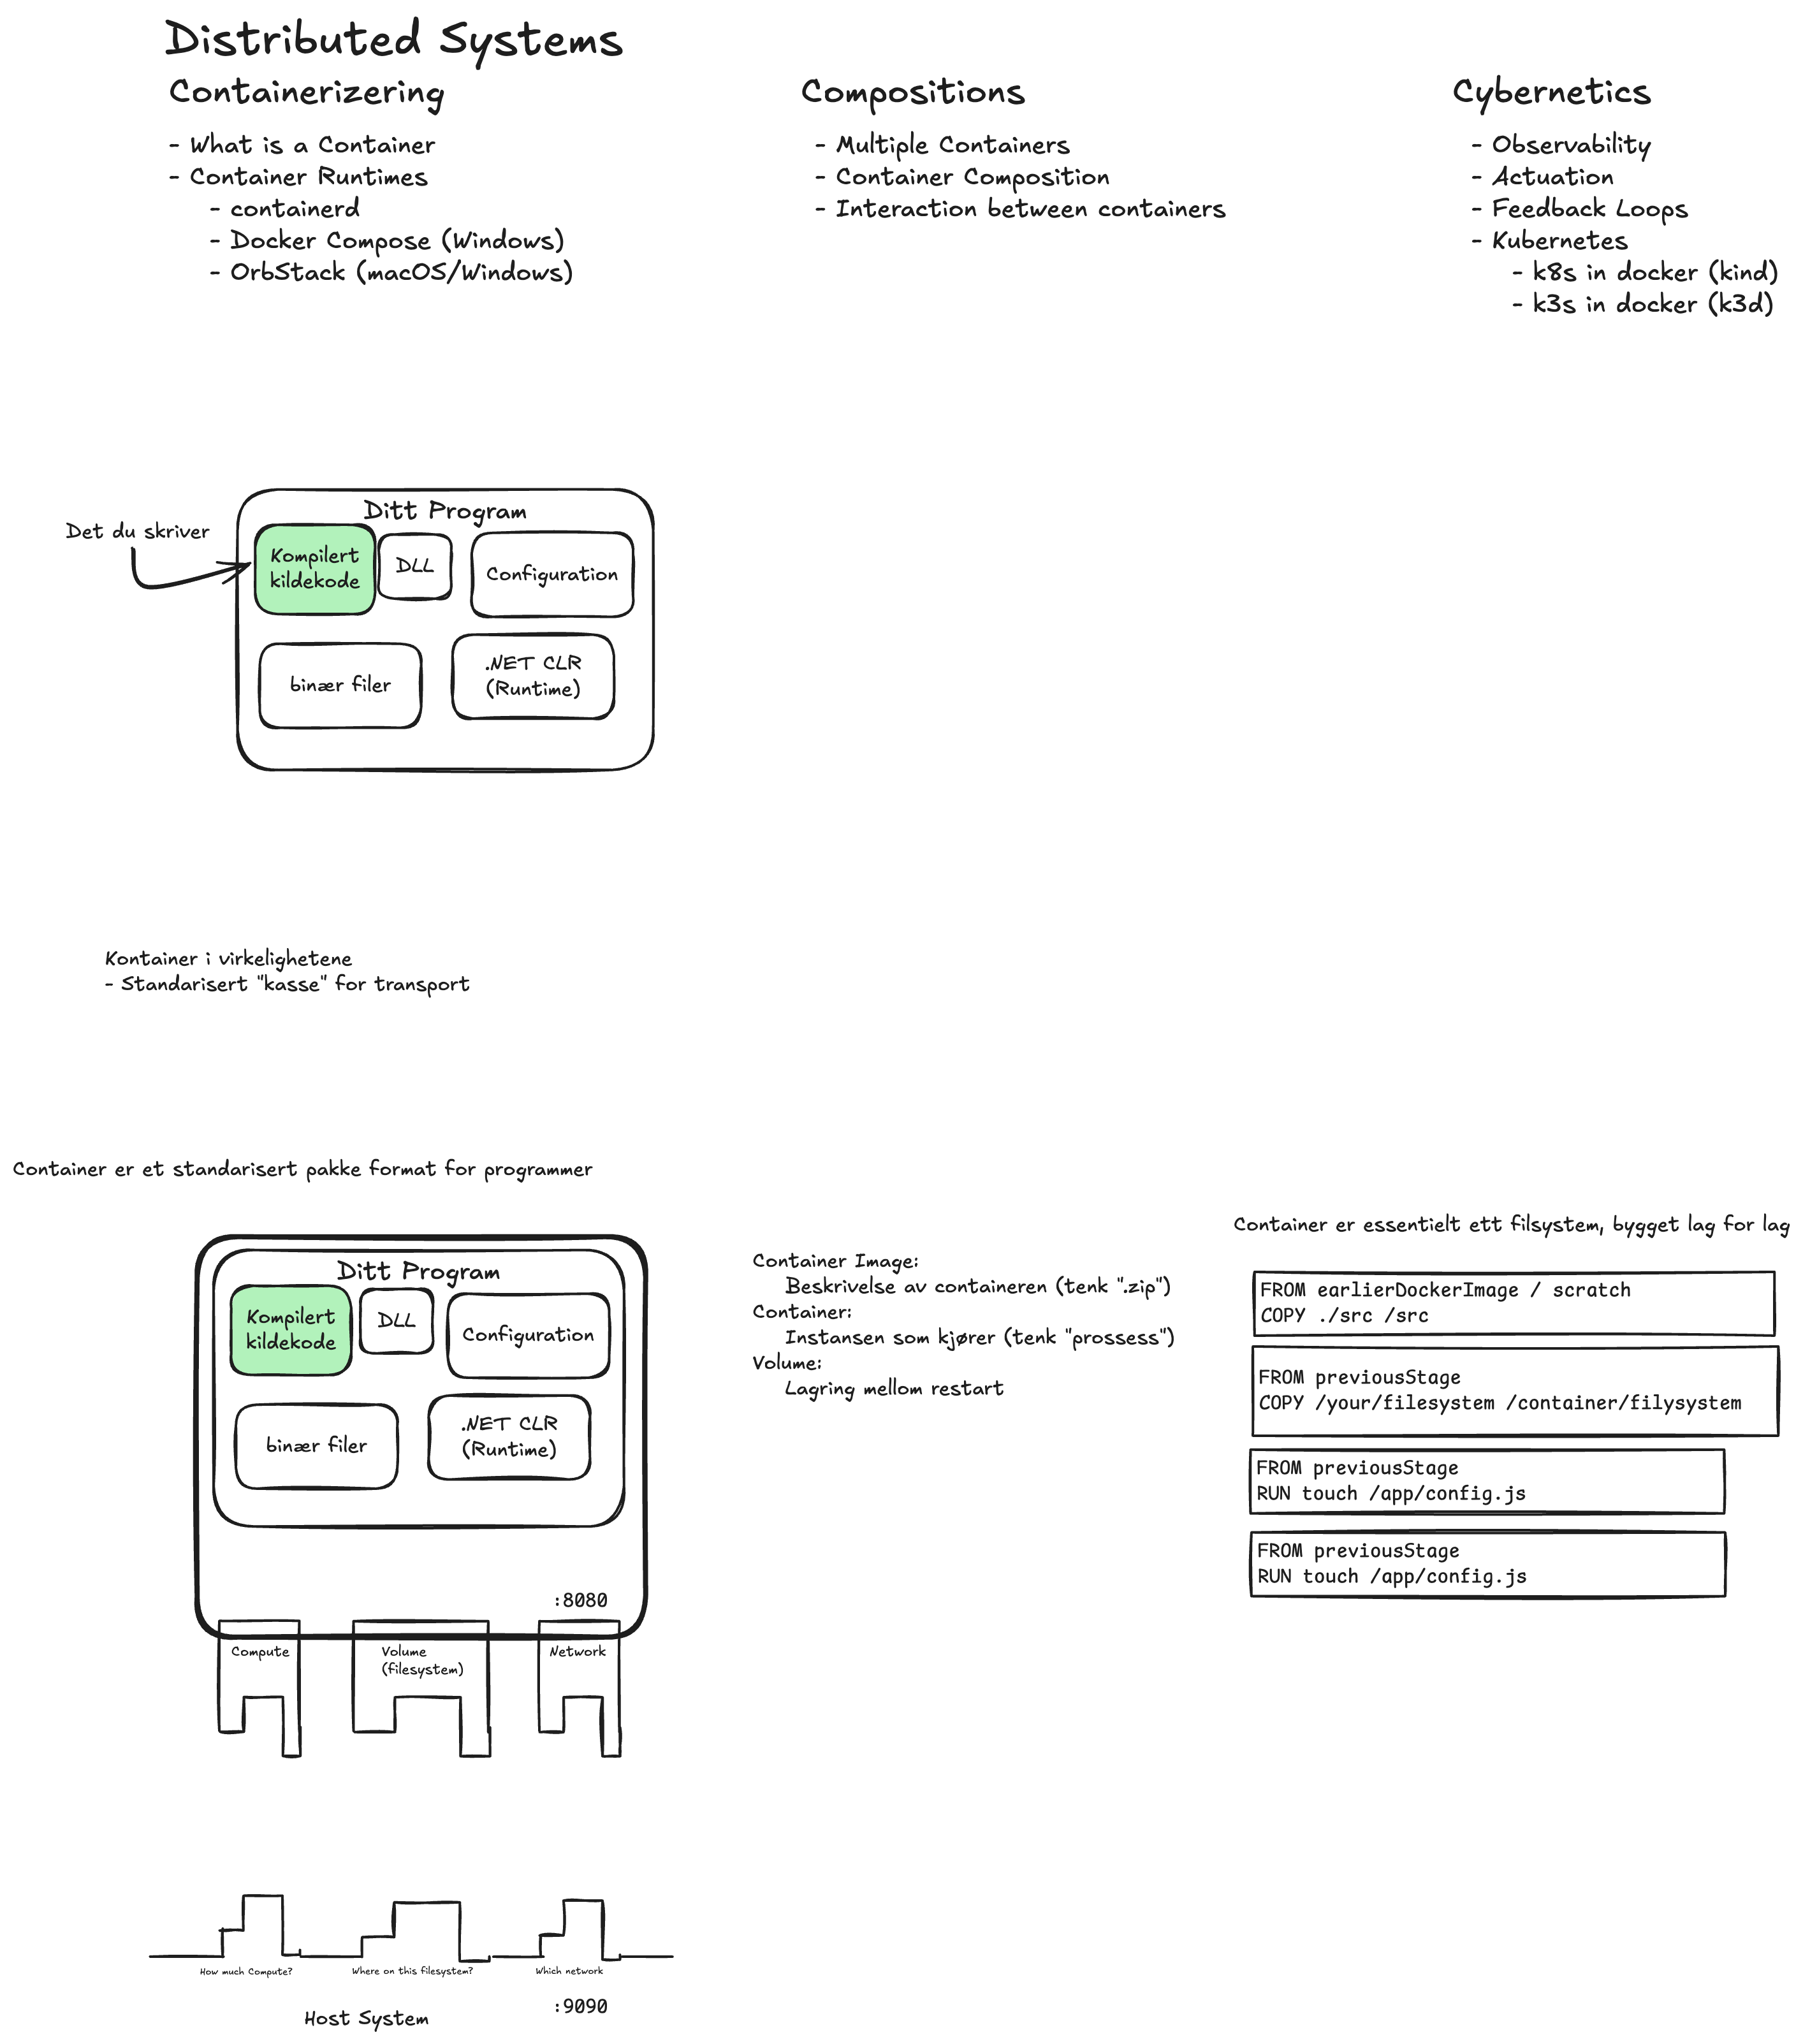 Distributed Systems
Containerizering
- What is a Container
- Container Runtimes
- containerd
- Docker Compose (Windows)
- OrbStack (macOS/Windows)
Compositions
- Multiple Containers
- Container Composition
- Interaction between containers
Cybernetics
- Observability
- Actuation
- Feedback Loops
- Kubernetes
- k8s in docker (kind)
- k3s in docker (k3d)
Det du skriver
Ditt Program
Kompilert
kildekode
DLL
Configuration
binær filer
.NET CLR
(Runtime)
Kontainer i virkelighetene
- Standarisert "kasse" for transport
Container er et standarisert pakke format for programmer
Ditt Program
Kompilert
kildekode
DLL
Configuration
binær filer
.NET CLR
(Runtime)
:8080
Compute
Volume
(filesystem)
Network
How much Compute?
Where on this filesystem?
Which network
Host System
:9090
Container Image:
Beskrivelse av containeren (tenk ".zip")
Container:
Instansen som kjører (tenk "prossess")
Volume:
Lagring mellom restart
Container er essentielt ett filsystem, bygget lag for lag
FROM earlierDockerImage / scratch
COPY ./src /src
FROM previousStage
COPY /your/filesystem /container/filysystem
FROM previousStage
RUN touch /app/config.js
FROM previousStage
RUN touch /app/config.js